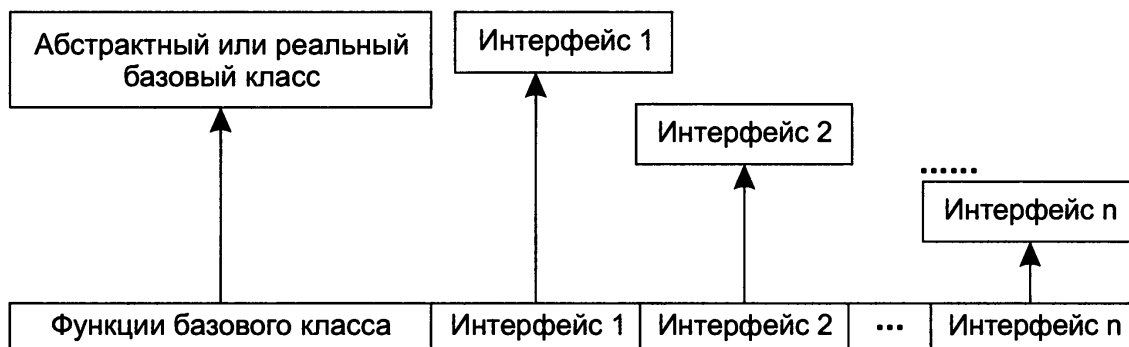 Абстрактный или реальный
базовый класс
Интерфейс 1
Интерфейс 2
......
Интерфейс n
Функции базового класса Интерфейс 1 Интерфейс 2 ... Интерфейс n